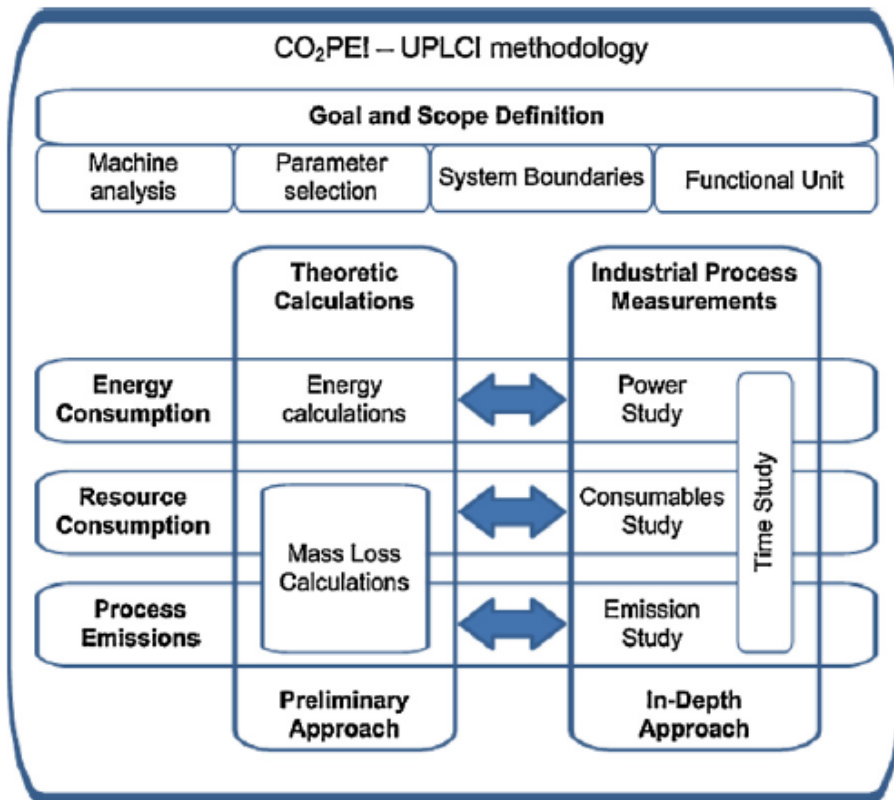 CO₂PE! – UPLCI methodology
Goal and Scope Definition
Machine
analysis
Parameter
selection
System Boundaries
Functional Unit
Theoretic
Calculations
Industrial Process
Measurements
Energy
Consumption
Energy
calculations
Power
Study
Resource
Consumption
Consumables
Study
Time Study
Mass Loss
Calculations
Process
Emissions
Emission
Study
Preliminary
Approach
In-Depth
Approach